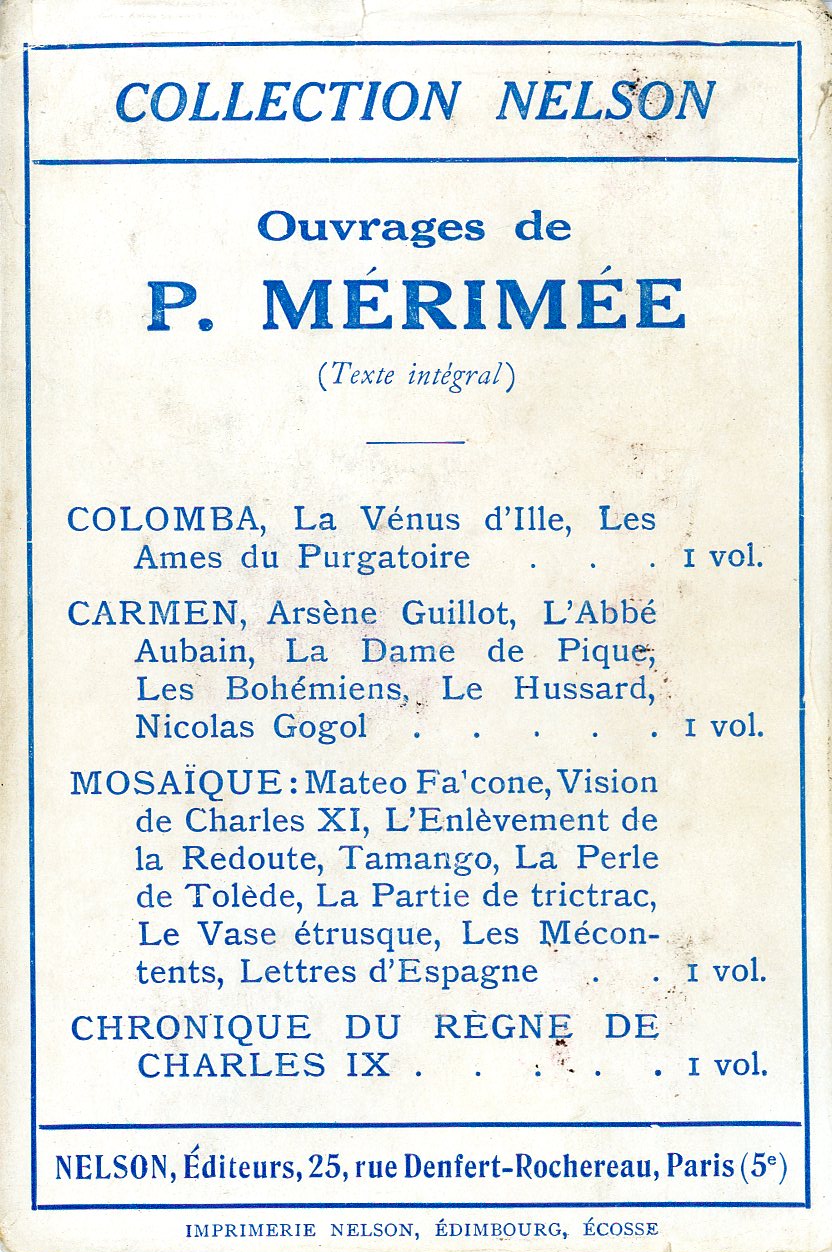 COLLECTION NELSON
Ouvrages de
P. MÉRIMÉE
(Texte intégral)
COLOMBA, La Vénus d'Ille, Les
Ames du Purgatoire . . . 1 vol.
CARMEN, Arsène Guillot, L'Abbé
Aubain, La Dame de Pique,
Les Bohémiens, Le Hussard,
Nicolas Gogol . . . . . 1 vol.
MOSAÏQUE : Mateo Fa'cone, Vision
de Charles XI, L'Enlèvement de
la Redoute, Tamango, La Perle
de Tolède, La Partie de trictrac,
Le Vase étrusque, Les Mécon-
tents, Lettres d'Espagne . . 1 vol.
CHRONIQUE DU RÈGNE DE
CHARLES IX . . . . . 1 vol.
NELSON, Éditeurs, 25, rue Denfert-Rochereau, Paris (5e)
IMPRIMERIE NELSON, ÉDIMBOURG, ÉCOSSE